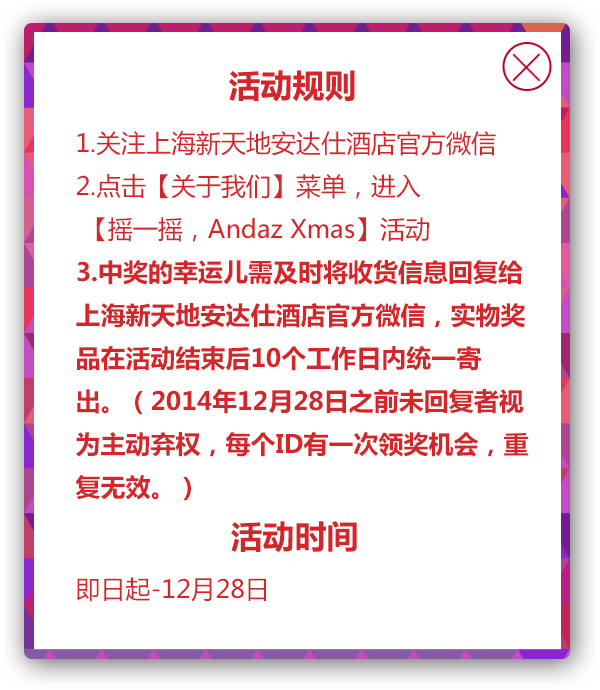 活动规则
1.关注上海新天地安达仕酒店官方微信
2.点击【关于我们】菜单，进入
【摇一摇，Andaz Xmas】活动
3.中奖的幸运儿需及时将收货信息回复给
上海新天地安达仕酒店官方微信，实物奖
品在活动结束后10个工作日内统一寄
出。（2014年12月28日之前未回复者视
为主动弃权，每个ID有一次领奖机会，重
复无效。）
活动时间
即日起-12月28日